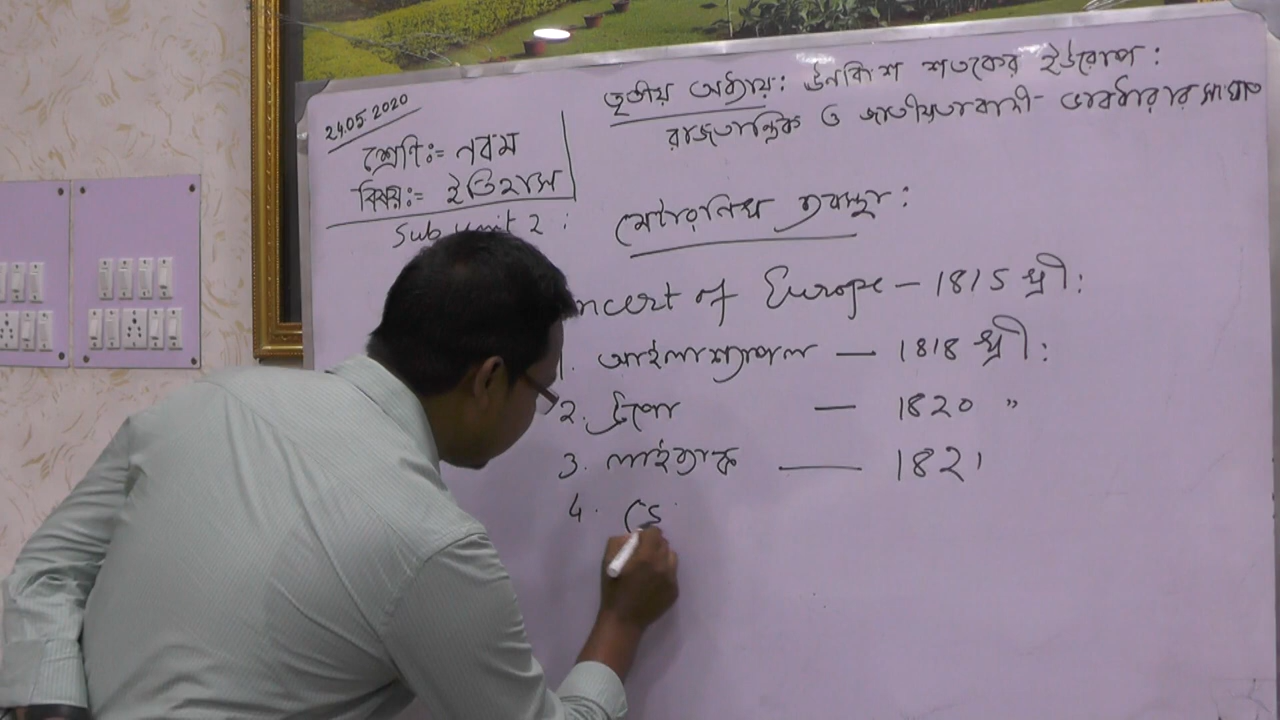 24.05.2020
শ্রেণি:= নবম
বিষয়:= ইতিহাস
তৃতীয় অধ্যায়: ঊনবিংশ শতকের ইউরোপ:
রাজতান্ত্রিক ও জাতীয়তাবাদী ভাবধারার সংঘাত
Sub unit 2:
মেটারনিখ ব্যবস্থা:
ncert of Europe – 1815 খ্রী:
1. আইলাশ্যাপেল — 1818 খ্রী:
2. ট্রপো — 1820 "
3. লাইব্যাক — 1821
4.